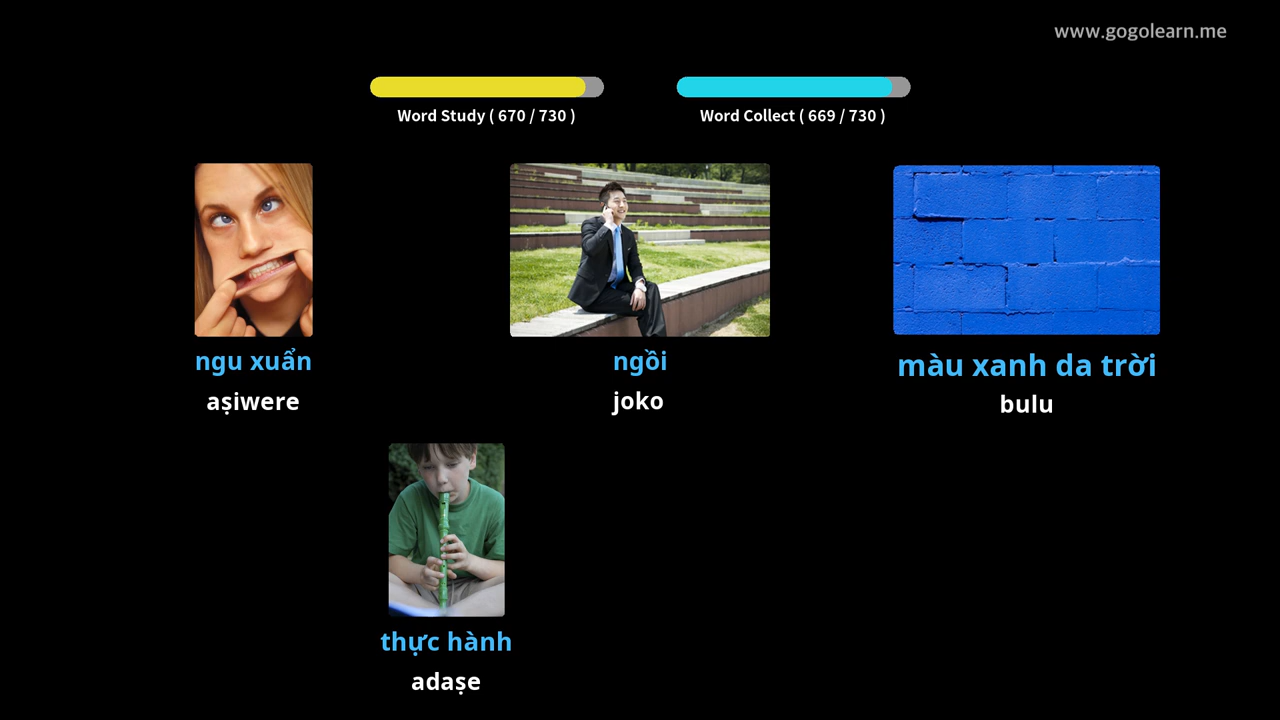 www.gogolearn.me
Word Study ( 670 / 730 )
Word Collect ( 669 / 730 )
ngu xuẩn
aṣiwere
ngồi
joko
màu xanh da trời
bulu
thực hành
adaṣe